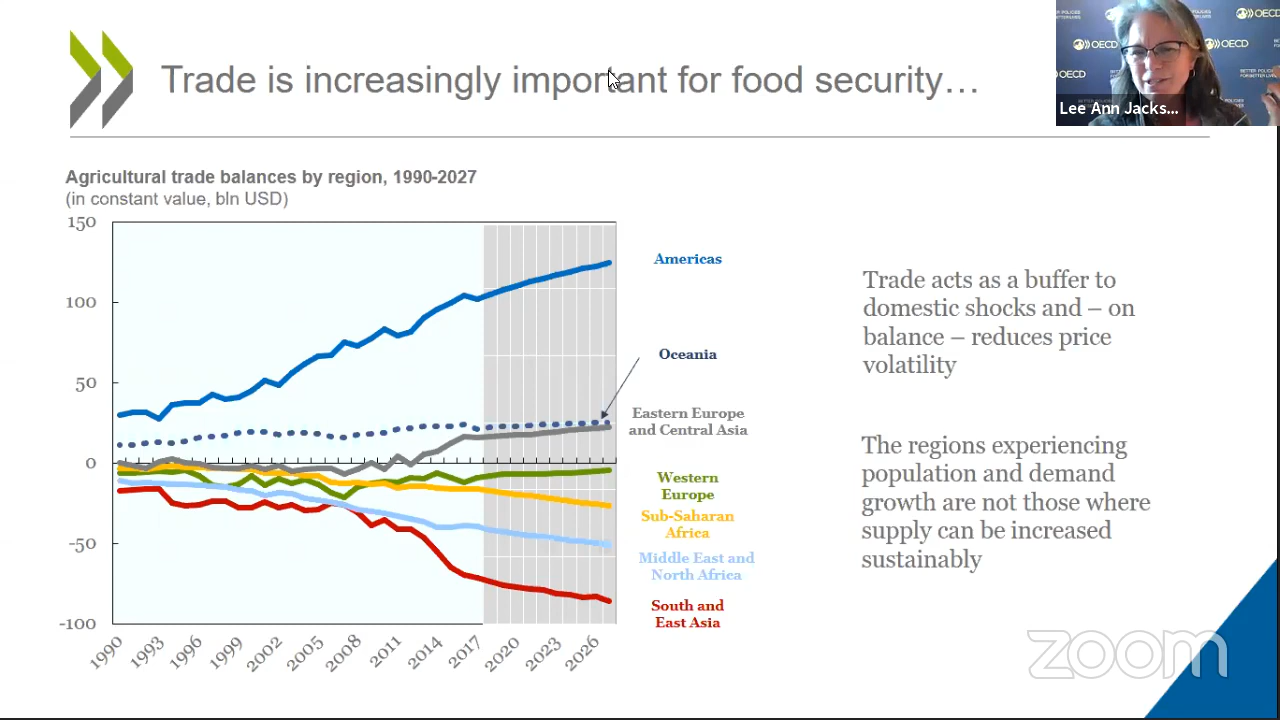 Trade is increasingly important for food security…
OECD
OECD
OECD
OECD
Lee Ann Jacks...
Agricultural trade balances by region, 1990-2027
(in constant value, bln USD)
150
100
50
0
-50
-100
1990
1993
1996
1999
2002
2005
2008
2011
2014
2017
2020
2023
2026
Americas
Oceania
Eastern Europe
and Central Asia
Western
Europe
Sub-Saharan
Africa
Middle East and
North Africa
South and
East Asia
Trade acts as a buffer to
domestic shocks and – on
balance – reduces price
volatility
The regions experiencing
population and demand
growth are not those where
supply can be increased
sustainably
zoom